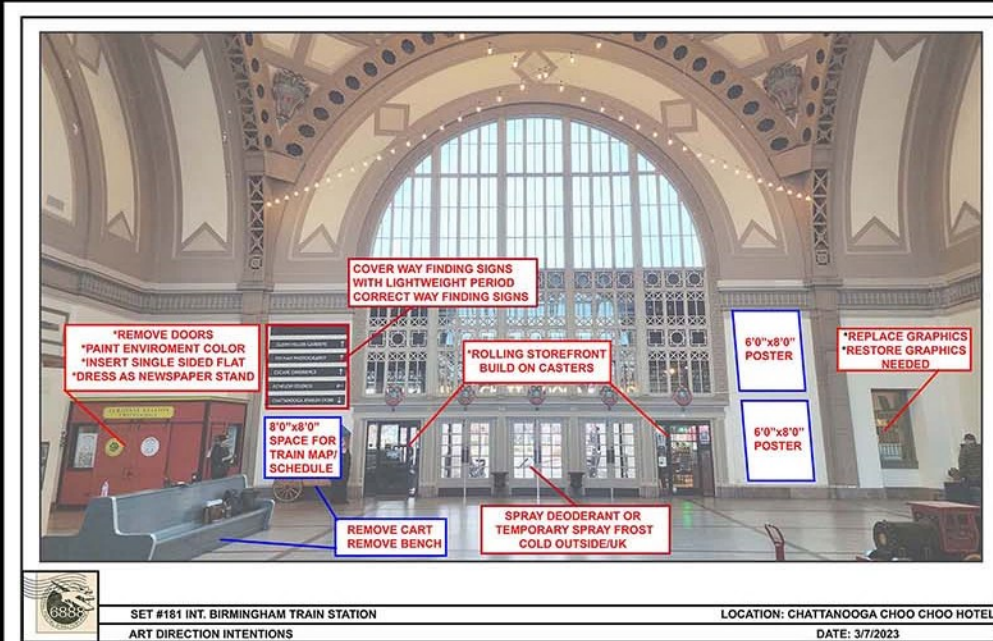 COVER WAY FINDING SIGNS
WITH LIGHTWEIGHT PERIOD
CORRECT WAY FINDING SIGNS
*REMOVE DOORS
*PAINT ENVIROMENT COLOR
*INSERT SINGLE SIDED FLAT
*DRESS AS NEWSPAPER STAND
*ROLLING STOREFRONT
BUILD ON CASTERS
6'0"x8'0"
POSTER
*REPLACE GRAPHICS
*RESTORE GRAPHICS
NEEDED
8'0"x8'0"
SPACE FOR
TRAIN MAP/
SCHEDULE
6'0"x8'0"
POSTER
REMOVE CART
REMOVE BENCH
SPRAY DEODERANT OR
TEMPORARY SPRAY FROST
COLD OUTSIDE/UK
6888
SET #181 INT. BIRMINGHAM TRAIN STATION
LOCATION: CHATTANOOGA CHOO CHOO HOTEL
ART DIRECTION INTENTIONS
DATE: 3/7/2023